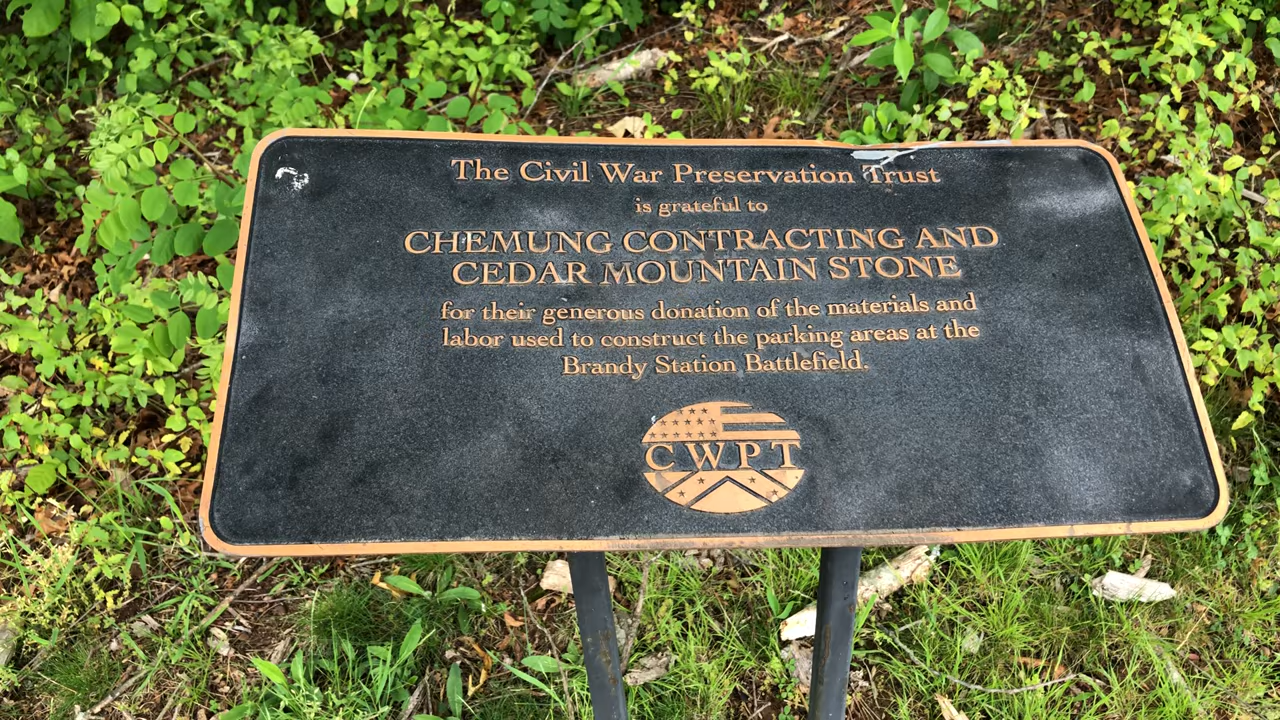 The Civil War Preservation Trust
is grateful to
CHEMUNG CONTRACTING AND
CEDAR MOUNTAIN STONE
for their generous donation of the materials and
labor used to construct the parking areas at the
Brandy Station Battlefield.
CWPT